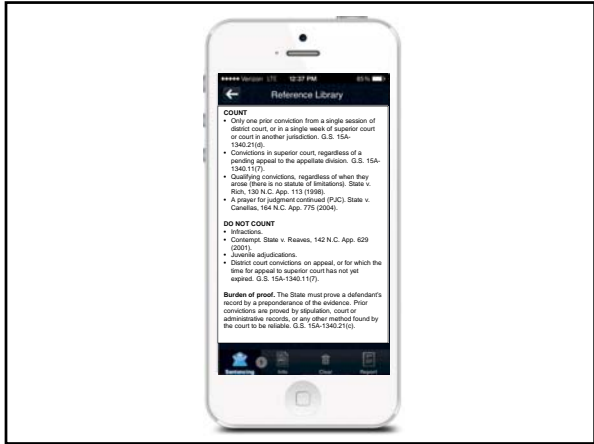 Verizon LTE 12:37 PM 85%
Reference Library
COUNT
• Only one prior conviction from a single session of
district court, or in a single week of superior court
or court in another jurisdiction. G.S. 15A-
1340.21(d).
• Convictions in superior court, regardless of a
pending appeal to the appellate division. G.S. 15A-
1340.11(7).
• Qualifying convictions, regardless of when they
arose (there is no statute of limitations). State v.
Rich, 130 N.C. App. 113 (1998).
• A prayer for judgment continued (PJC). State v.
Canellas, 164 N.C. App. 775 (2004).
DO NOT COUNT
• Infractions.
• Contempt. State v. Reaves, 142 N.C. App. 629
(2001).
• Juvenile adjudications.
• District court convictions on appeal, or for which the
time for appeal to superior court has not yet
expired. G.S. 15A-1340.11(7).
Burden of proof. The State must prove a defendant's
record by a preponderance of the evidence. Prior
convictions are proved by stipulation, court or
administrative records, or any other method found by
the court to be reliable. G.S. 15A-1340.21(c).
Sentencing Info Clear Report